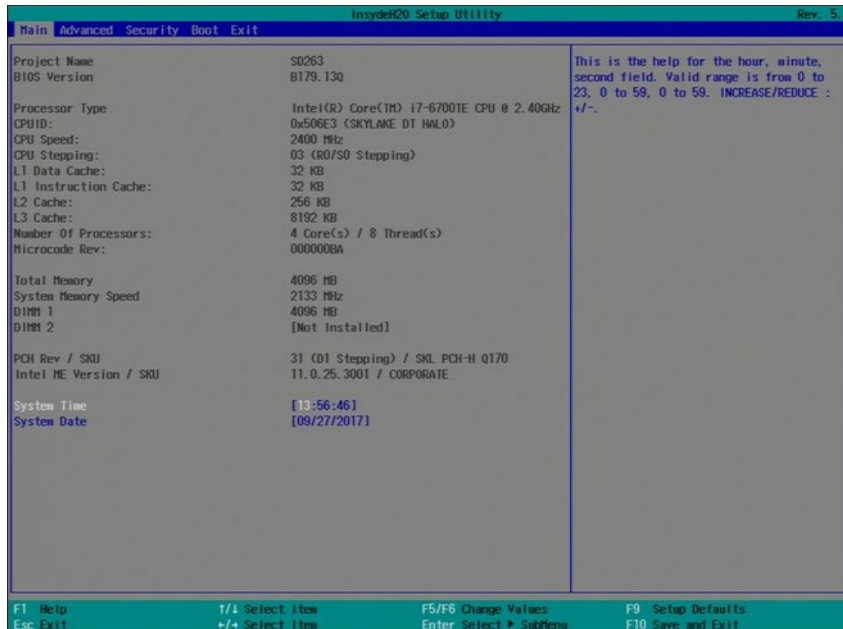 InsydeH20 Setup Utility Rev. 5.
Main Advanced Security Boot Exit
Project Name SD263
BIOS Version B179.13Q
Processor Type Intel(R) Core(TM) i7-6700TE CPU @ 2.40GHz
CPUID: 0x506E3 (SKYLAKE DT HALO)
CPU Speed: 2400 MHz
CPU Stepping: 03 (R0/S0 Stepping)
L1 Data Cache: 32 KB
L1 Instruction Cache: 32 KB
L2 Cache: 256 KB
L3 Cache: 8192 KB
Number Of Processors: 4 Core(s) / 8 Thread(s)
Microcode Rev: 000000BA
Total Memory 4096 MB
System Memory Speed 2133 MHz
DIMM 1 4096 MB
DIMM 2 [Not Installed]
PCH Rev / SKU 31 (D1 Stepping) / SKL PCH-H Q170
Intel ME Version / SKU 11.0.25.3001 / CORPORATE
System Time [13:56:46]
System Date [09/27/2017]
This is the help for the hour, minute,
second field. Valid range is from 0 to
23, 0 to 59, 0 to 59. INCREASE/REDUCE :
+/-.
F1 Help ↑/↓ Select Item F5/F6 Change Values F9 Setup Defaults
Esc Exit ←/→ Select Item Enter Select ▶ SubMenu F10 Save and Exit